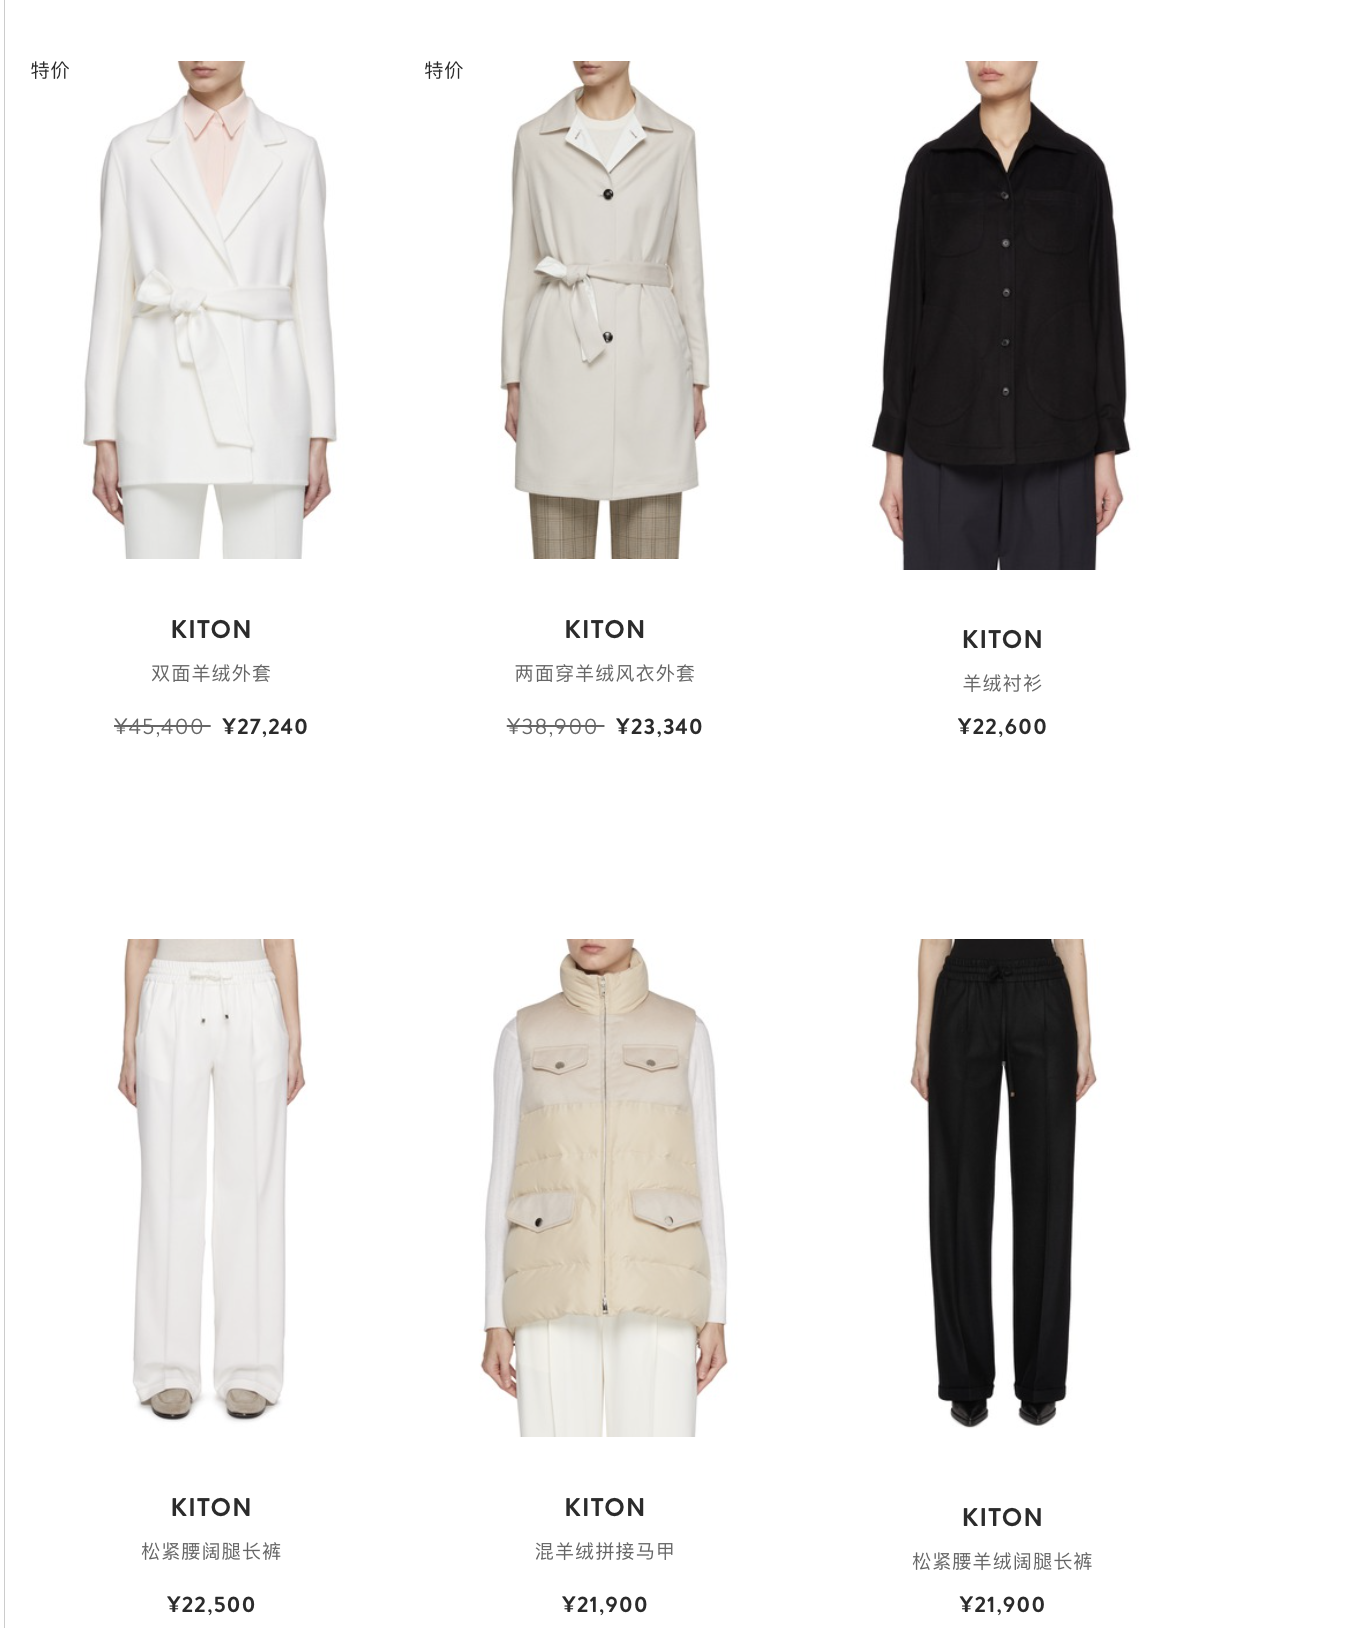 特价
特价
KITON
双面羊绒外套
¥45,400 ¥27,240
KITON
两面穿羊绒风衣外套
¥38,900 ¥23,340
KITON
羊绒衬衫
¥22,600
KITON
松紧腰阔腿长裤
¥22,500
KITON
混羊绒拼接马甲
¥21,900
KITON
松紧腰羊绒阔腿长裤
¥21,900